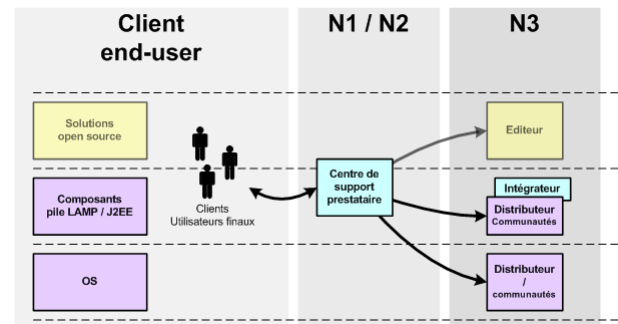 Client
end-user
N1 / N2
N3
Solutions
open source
Editeur
Centre de
support
prestataire
Composants
pile LAMP / J2EE
Clients
Utilisateurs finaux
Intégrateur
Distributeur
Communautés
OS
Distributeur
/
communautés